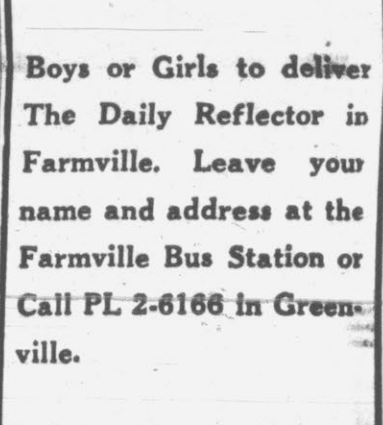 Boys or Girls to deliver
The Daily Reflector in
Farmville. Leave your
name and address at the
Farmville Bus Station or
Call PL 2-6166 in Green-
ville.